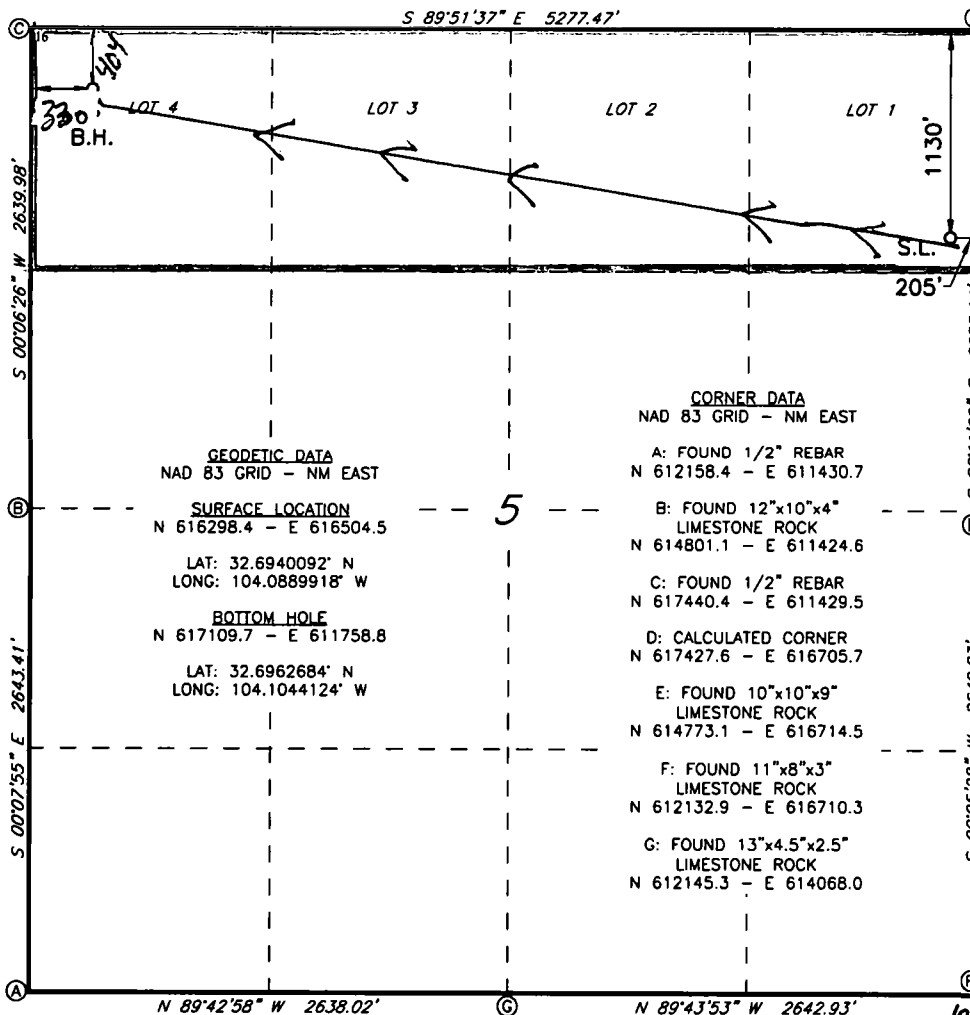 S 89°51'37" E 5277.47'
C
16
404
330'
B.H.
LOT 4
LOT 3
LOT 2
LOT 1
1130'
S.L.
205'
S 00°06'26" W 2639.98'
CORNER DATA
NAD 83 GRID - NM EAST
A: FOUND 1/2" REBAR
N 612158.4 - E 611430.7
B: FOUND 12"x10"x4"
LIMESTONE ROCK
N 614801.1 - E 611424.6
C: FOUND 1/2" REBAR
N 617440.4 - E 611429.5
D: CALCULATED CORNER
N 617427.6 - E 616705.7
E: FOUND 10"x10"x9"
LIMESTONE ROCK
N 614773.1 - E 616714.5
F: FOUND 11"x8"x3"
LIMESTONE ROCK
N 612132.9 - E 616710.3
G: FOUND 13"x4.5"x2.5"
LIMESTONE ROCK
N 612145.3 - E 614068.0
GEODETIC DATA
NAD 83 GRID - NM EAST
SURFACE LOCATION
N 616298.4 - E 616504.5
LAT: 32.6940092° N
LONG: 104.0889918° W
BOTTOM HOLE
N 617109.7 - E 611758.8
LAT: 32.6962684° N
LONG: 104.1044124° W
B
5
S 00°07'55" E 2643.41'
A
N 89°42'58" W 2638.02'
G
N 89°43'53" W 2642.93'